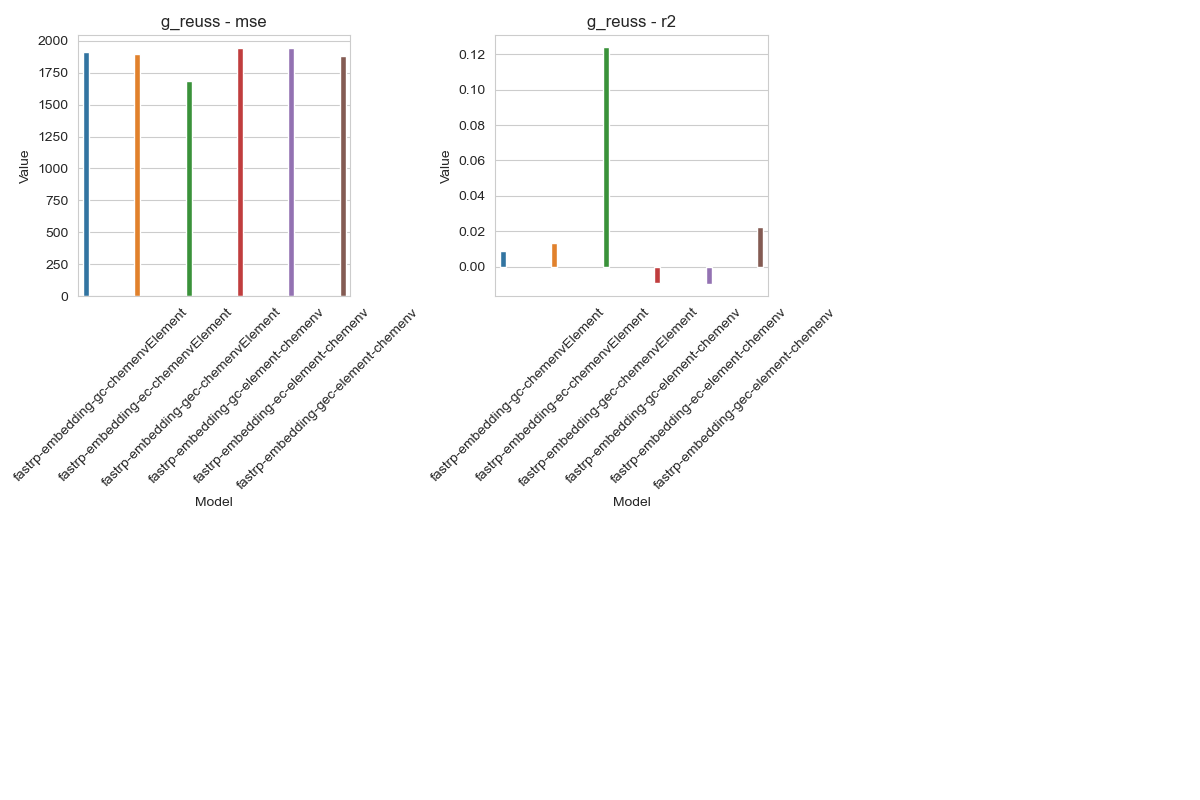 g_reuss - mse
2000
1750
1500
1250
1000
750
500
250
0
Value
fastrp-embedding-gc-chemenvElement
fastrp-embedding-ec-chemenvElement
fastrp-embedding-gec-chemenvElement
fastrp-embedding-gc-element-chemenv
fastrp-embedding-ec-element-chemenv
fastrp-embedding-gec-element-chemenv
Model
g_reuss - r2
0.12
0.10
0.08
0.06
0.04
0.02
0.00
Value
fastrp-embedding-gc-chemenvElement
fastrp-embedding-ec-chemenvElement
fastrp-embedding-gec-chemenvElement
fastrp-embedding-gc-element-chemenv
fastrp-embedding-ec-element-chemenv
fastrp-embedding-gec-element-chemenv
Model